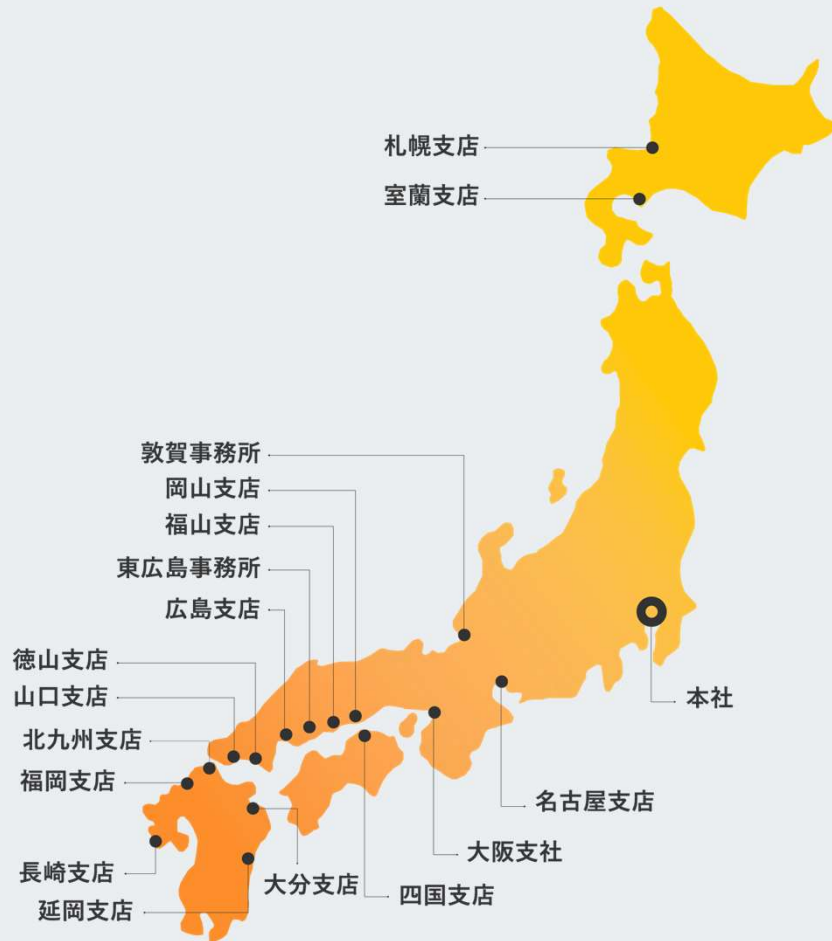 札幌支店
室蘭支店
敦賀事務所
岡山支店
福山支店
東広島事務所
広島支店
徳山支店
山口支店
北九州支店
福岡支店
長崎支店
延岡支店
大分支店
四国支店
大阪支社
名古屋支店
本社